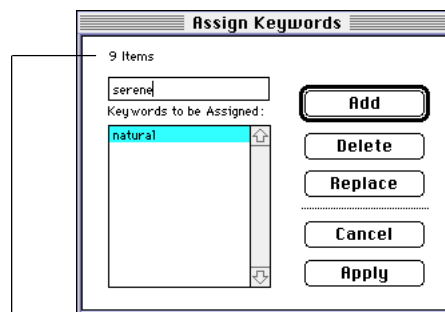 Assign Keywords
9 Items
serene
Add
Keywords to be Assigned:
natural
Delete
Replace
Cancel
Apply